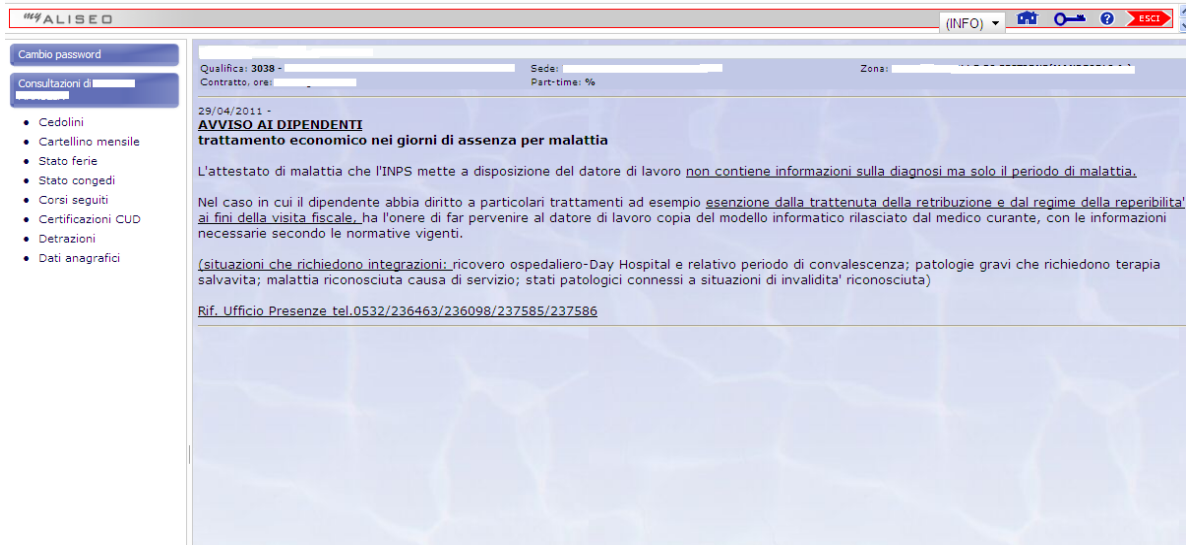 myALISEO
(INFO)
ESCI
Cambio password
Consultazioni di
Cedolini
Cartellino mensile
Stato ferie
Stato congedi
Corsi seguiti
Certificazioni CUD
Detrazioni
Dati anagrafici
Qualifica: 3038 - Sede: Zona:
Contratto, ore: Part-time: %
29/04/2011 -
AVVISO AI DIPENDENTI
trattamento economico nei giorni di assenza per malattia
L'attestato di malattia che l'INPS mette a disposizione del datore di lavoro non contiene informazioni sulla diagnosi ma solo il periodo di malattia.
Nel caso in cui il dipendente abbia diritto a particolari trattamenti ad esempio esenzione dalla trattenuta della retribuzione e dal regime della reperibilita'
ai fini della visita fiscale, ha l'onere di far pervenire al datore di lavoro copia del modello informatico rilasciato dal medico curante, con le informazioni
necessarie secondo le normative vigenti.
(situazioni che richiedono integrazioni: ricovero ospedaliero-Day Hospital e relativo periodo di convalescenza; patologie gravi che richiedono terapia
salvavita; malattia riconosciuta causa di servizio; stati patologici connessi a situazioni di invalidita' riconosciuta)
Rif. Ufficio Presenze tel.0532/236463/236098/237585/237586